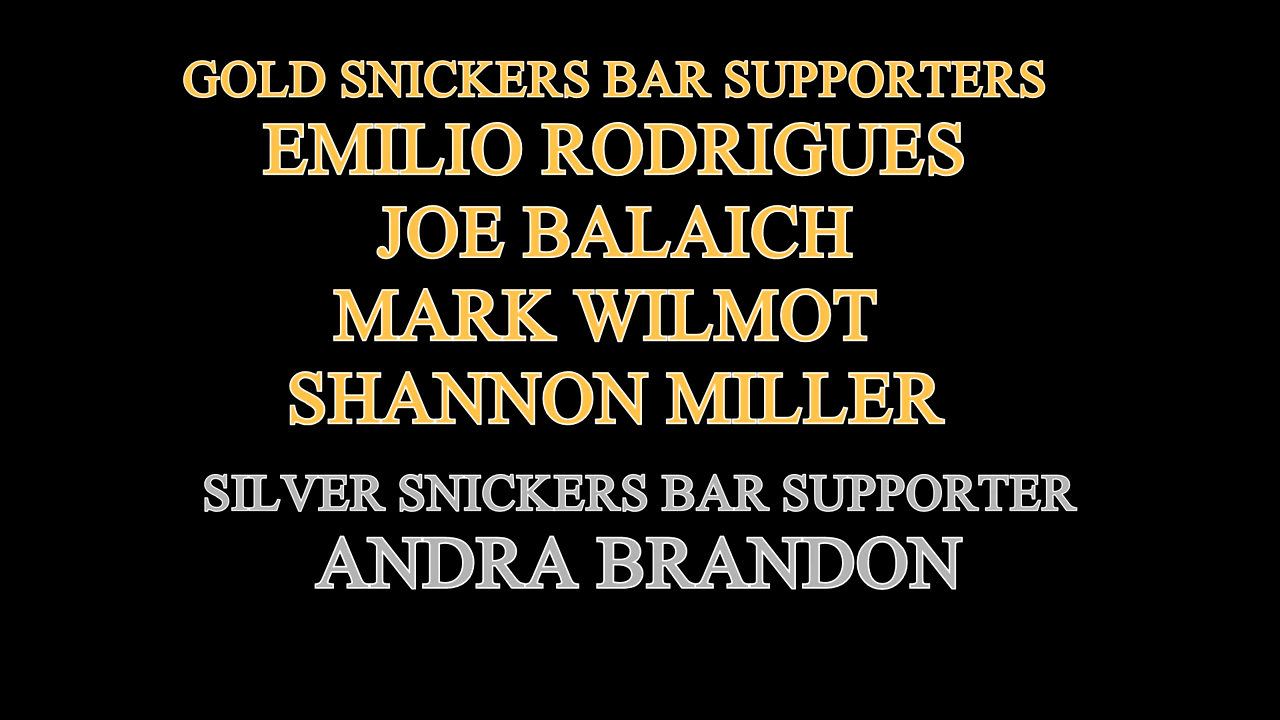 GOLD SNICKERS BAR SUPPORTERS
EMILIO RODRIGUES
JOE BALAICH
MARK WILMOT
SHANNON MILLER
SILVER SNICKERS BAR SUPPORTER
ANDRA BRANDON